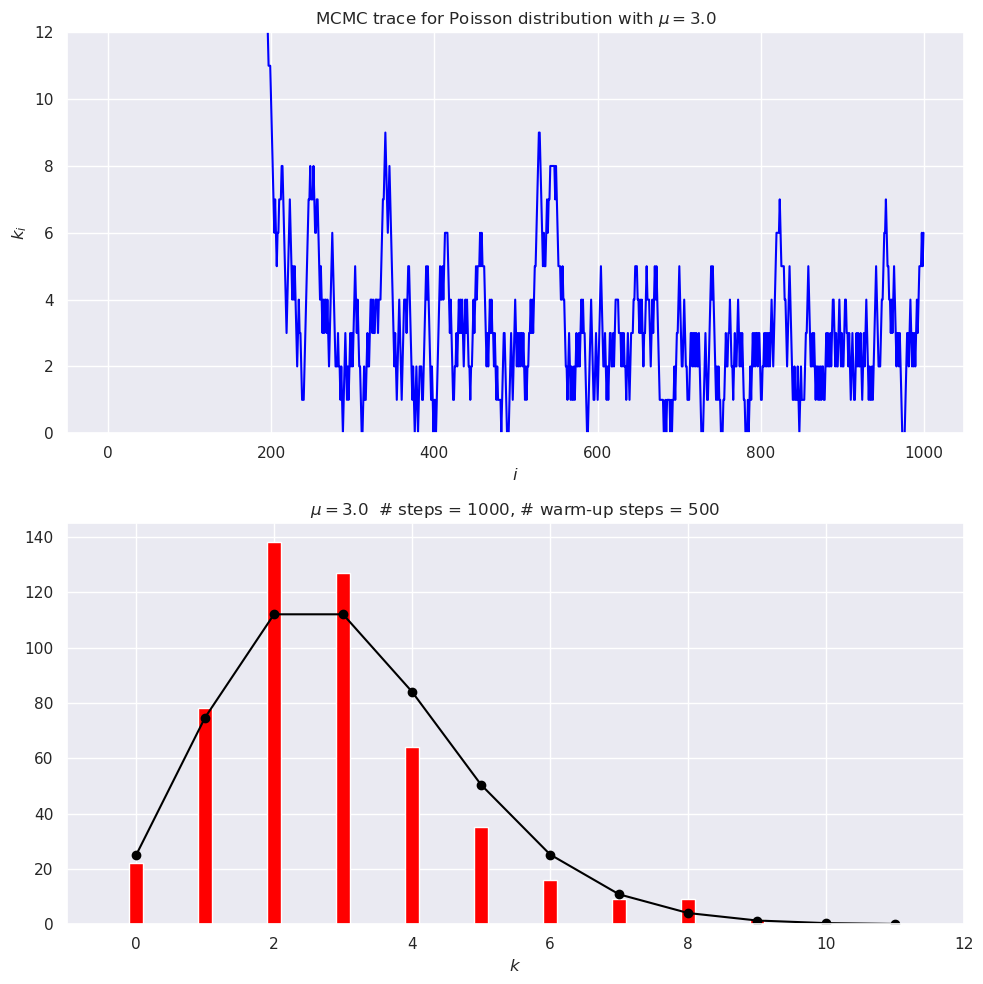 MCMC trace for Poisson distribution with μ = 3.0
12
10
8
6
4
2
0
k_i
0 200 400 600 800 1000
i
μ = 3.0 # steps = 1000, # warm-up steps = 500
140
120
100
80
60
40
20
0
0 2 4 6 8 10 12
k